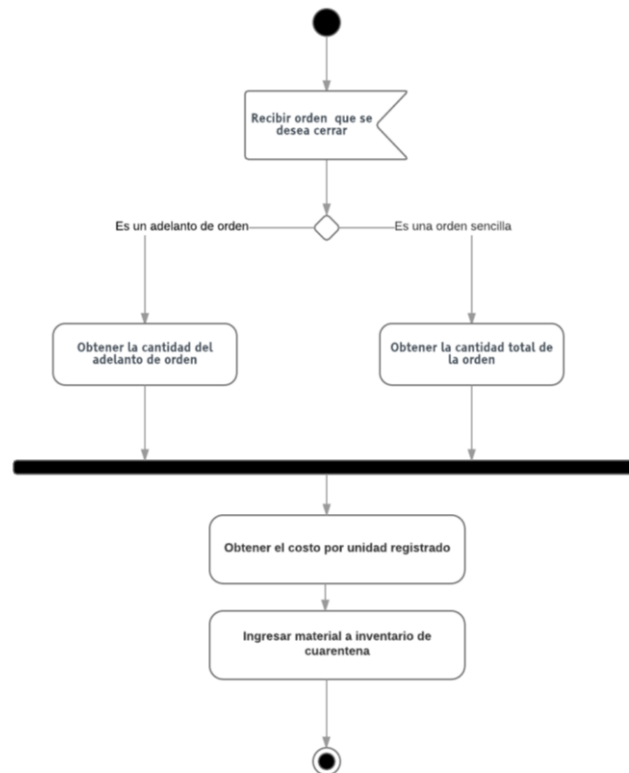 Recibir orden que se
desea cerrar
Es un adelanto de orden
Es una orden sencilla
Obtener la cantidad del
adelanto de orden
Obtener la cantidad total de
la orden
Obtener el costo por unidad registrado
Ingresar material a inventario de
cuarentena